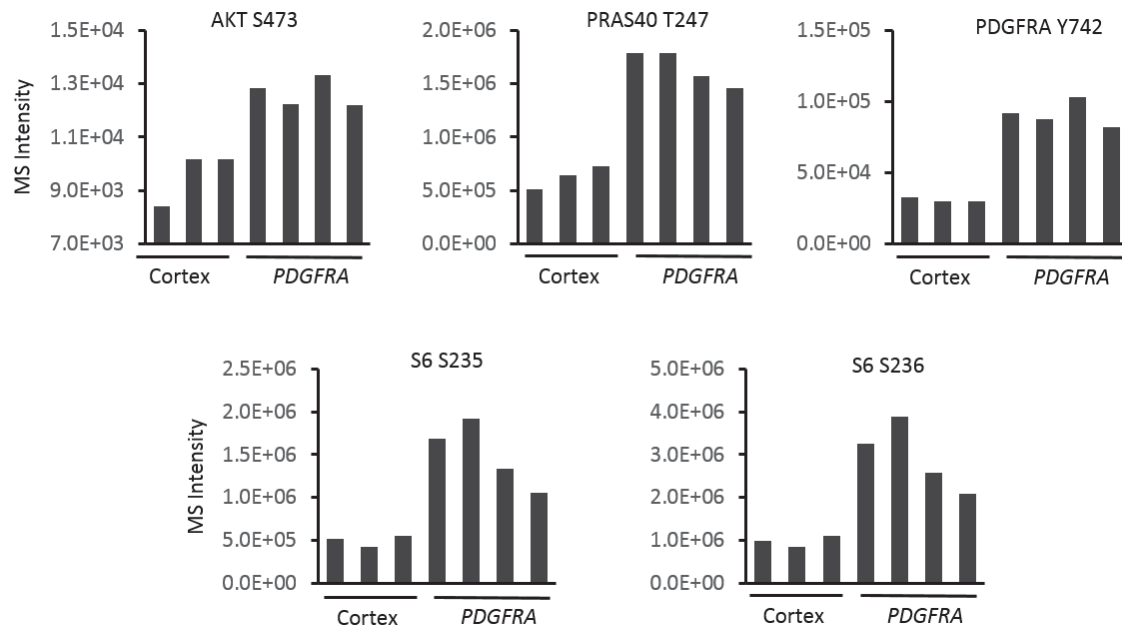 AKT S473
1.5E+04
1.3E+04
1.1E+04
9.0E+03
7.0E+03
MS Intensity
Cortex
PDGFRA
PRAS40 T247
2.0E+06
1.5E+06
1.0E+06
5.0E+05
0.0E+00
Cortex
PDGFRA
PDGFRA Y742
1.5E+05
1.0E+05
5.0E+04
0.0E+00
Cortex
PDGFRA
S6 S235
2.5E+06
2.0E+06
1.5E+06
1.0E+06
5.0E+05
0.0E+00
MS Intensity
Cortex
PDGFRA
S6 S236
5.0E+06
4.0E+06
3.0E+06
2.0E+06
1.0E+06
0.0E+00
Cortex
PDGFRA